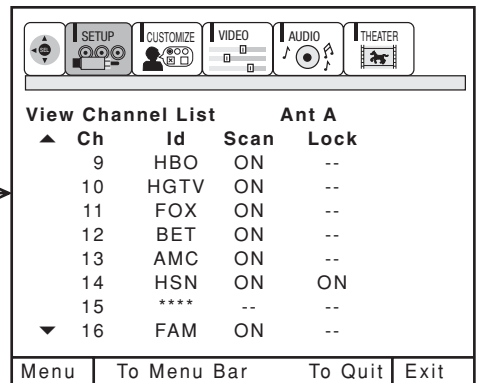 SEL SETUP CUSTOMIZE VIDEO AUDIO THEATER
View Channel List Ant A
Ch Id Scan Lock
9 HBO ON --
10 HGTV ON --
11 FOX ON --
12 BET ON --
13 AMC ON --
14 HSN ON ON
15 **** -- --
16 FAM ON --
Menu To Menu Bar To Quit Exit